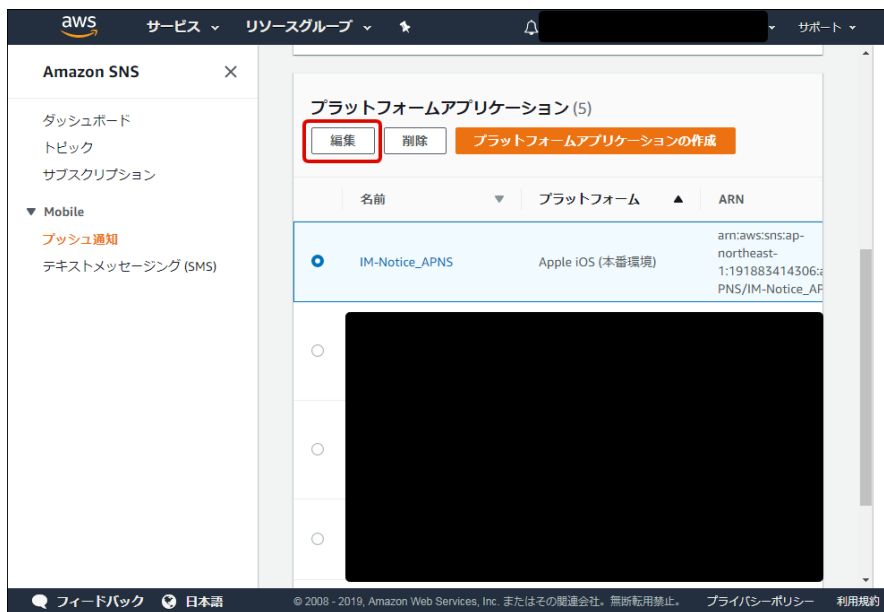 aws サービス リソースグループ サポート
Amazon SNS
ダッシュボード
トピック
サブスクリプション
Mobile
プッシュ通知
テキストメッセージング (SMS)
プラットフォームアプリケーション (5)
編集 削除 プラットフォームアプリケーションの作成
名前 プラットフォーム ARN
IM-Notice_APNS Apple iOS (本番環境)
arn:aws:sns:ap-
northeast-
1:191883414306:a
PNS/IM-Notice_AP
フィードバック 日本語 © 2008 - 2019, Amazon Web Services, Inc. またはその関連会社。無断転用禁止。 プライバシーポリシー 利用規約